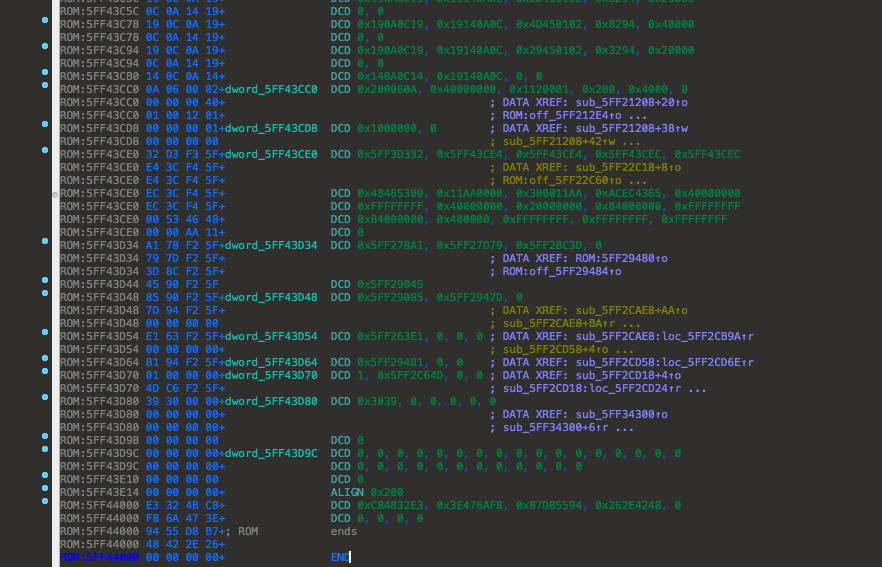 ROM:5FF43C5C 0C 0A 14 19+ DCD 0, 0
ROM:5FF43C78 19 0C 0A 14+ DCD 0x190A0C19, 0x19140A0C, 0x4D450102, 0x8294, 0x40000
ROM:5FF43C78 0C 0A 14 19+ DCD 0, 0
ROM:5FF43C94 19 0C 0A 14+ DCD 0x190A0C19, 0x19140A0C, 0x29450102, 0x3294, 0x20000
ROM:5FF43C94 0C 0A 14 19+ DCD 0, 0
ROM:5FF43CB0 14 0C 0A 14+ DCD 0x140A0C14, 0x19140A0C, 0, 0
ROM:5FF43CC0 0A 06 00 02+dword_5FF43CC0 DCD 0x200060A, 0x40000000, 0x1120001, 0x200, 0x4000, 0
ROM:5FF43CC0 00 00 00 40+ ; DATA XREF: sub_5FF21208+20↑o
ROM:5FF43CC0 01 00 12 01+ ; ROM:off_5FF212E4↑o ...
ROM:5FF43CD8 00 00 00 01+dword_5FF43CD8 DCD 0x1000000, 0 ; DATA XREF: sub_5FF21208+38↑w
ROM:5FF43CD8 00 00 00 00 ; sub_5FF21208+42↑w ...
ROM:5FF43CE0 32 D3 F3 5F+dword_5FF43CE0 DCD 0x5FF3D332, 0x5FF43CE4, 0x5FF43CE4, 0x5FF43CEC, 0x5FF43CEC
ROM:5FF43CE0 E4 3C F4 5F+ ; DATA XREF: sub_5FF22C18+8↑o
ROM:5FF43CE0 E4 3C F4 5F+ ; ROM:off_5FF22C60↑o ...
ROM:5FF43CE0 EC 3C F4 5F+ DCD 0x48465300, 0x11AA0000, 0x300011AA, 0xACEC4365, 0x40000000
ROM:5FF43CE0 EC 3C F4 5F+ DCD 0xFFFFFFFF, 0x40000000, 0x20000000, 0x84000000, 0xFFFFFFFF
ROM:5FF43CE0 00 53 46 48+ DCD 0x84000000, 0x400000, 0xFFFFFFFF, 0xFFFFFFFF, 0xFFFFFFFF
ROM:5FF43CE0 00 00 AA 11+ DCD 0
ROM:5FF43D34 A1 78 F2 5F+dword_5FF43D34 DCD 0x5FF278A1, 0x5FF27D79, 0x5FF28C3D, 0
ROM:5FF43D34 79 7D F2 5F+ ; DATA XREF: ROM:5FF29480↑o
ROM:5FF43D34 3D 8C F2 5F+ ; ROM:off_5FF29484↑o
ROM:5FF43D44 45 90 F2 5F DCD 0x5FF29045
ROM:5FF43D48 85 90 F2 5F+dword_5FF43D48 DCD 0x5FF29085, 0x5FF2947D, 0
ROM:5FF43D48 7D 94 F2 5F+ ; DATA XREF: sub_5FF2CAE8+AA↑o
ROM:5FF43D48 00 00 00 00 ; sub_5FF2CAE8+BA↑r ...
ROM:5FF43D54 E1 63 F2 5F+dword_5FF43D54 DCD 0x5FF263E1, 0, 0, 0 ; DATA XREF: sub_5FF2CAE8:loc_5FF2CB9A↑r
ROM:5FF43D54 00 00 00 00+ ; sub_5FF2CD58+4↑o ...
ROM:5FF43D64 81 94 F2 5F+dword_5FF43D64 DCD 0x5FF29481, 0, 0 ; DATA XREF: sub_5FF2CD58:loc_5FF2CD6E↑r
ROM:5FF43D70 01 00 00 00+dword_5FF43D70 DCD 1, 0x5FF2C64D, 0, 0 ; DATA XREF: sub_5FF2CD18+4↑o
ROM:5FF43D70 4D C6 F2 5F+ ; sub_5FF2CD18:loc_5FF2CD24↑r ...
ROM:5FF43D80 39 30 00 00+dword_5FF43D80 DCD 0x3039, 0, 0, 0, 0, 0
ROM:5FF43D80 00 00 00 00+ ; DATA XREF: sub_5FF34300↑o
ROM:5FF43D80 00 00 00 00+ ; sub_5FF34300+6↑r ...
ROM:5FF43D98 00 00 00 00 DCD 0
ROM:5FF43D9C 00 00 00 00+dword_5FF43D9C DCD 0, 0, 0, 0, 0, 0, 0, 0, 0, 0, 0, 0, 0, 0, 0, 0, 0
ROM:5FF43D9C 00 00 00 00+ DCD 0, 0, 0, 0, 0, 0, 0, 0, 0, 0, 0, 0
ROM:5FF43E10 00 00 00 00 DCD 0
ROM:5FF43E14 00 00 00 00+ ALIGN 0x200
ROM:5FF44000 E3 32 4B C8+ DCD 0xC84B32E3, 0x3E476AF8, 0xB7D85594, 0x262E4248, 0
ROM:5FF44000 F8 6A 47 3E+ DCD 0, 0, 0, 0
ROM:5FF44000 94 55 D8 B7+; ROM ends
ROM:5FF44000 48 42 2E 26+
ROM:5FF44080 00 00 00 00+ END